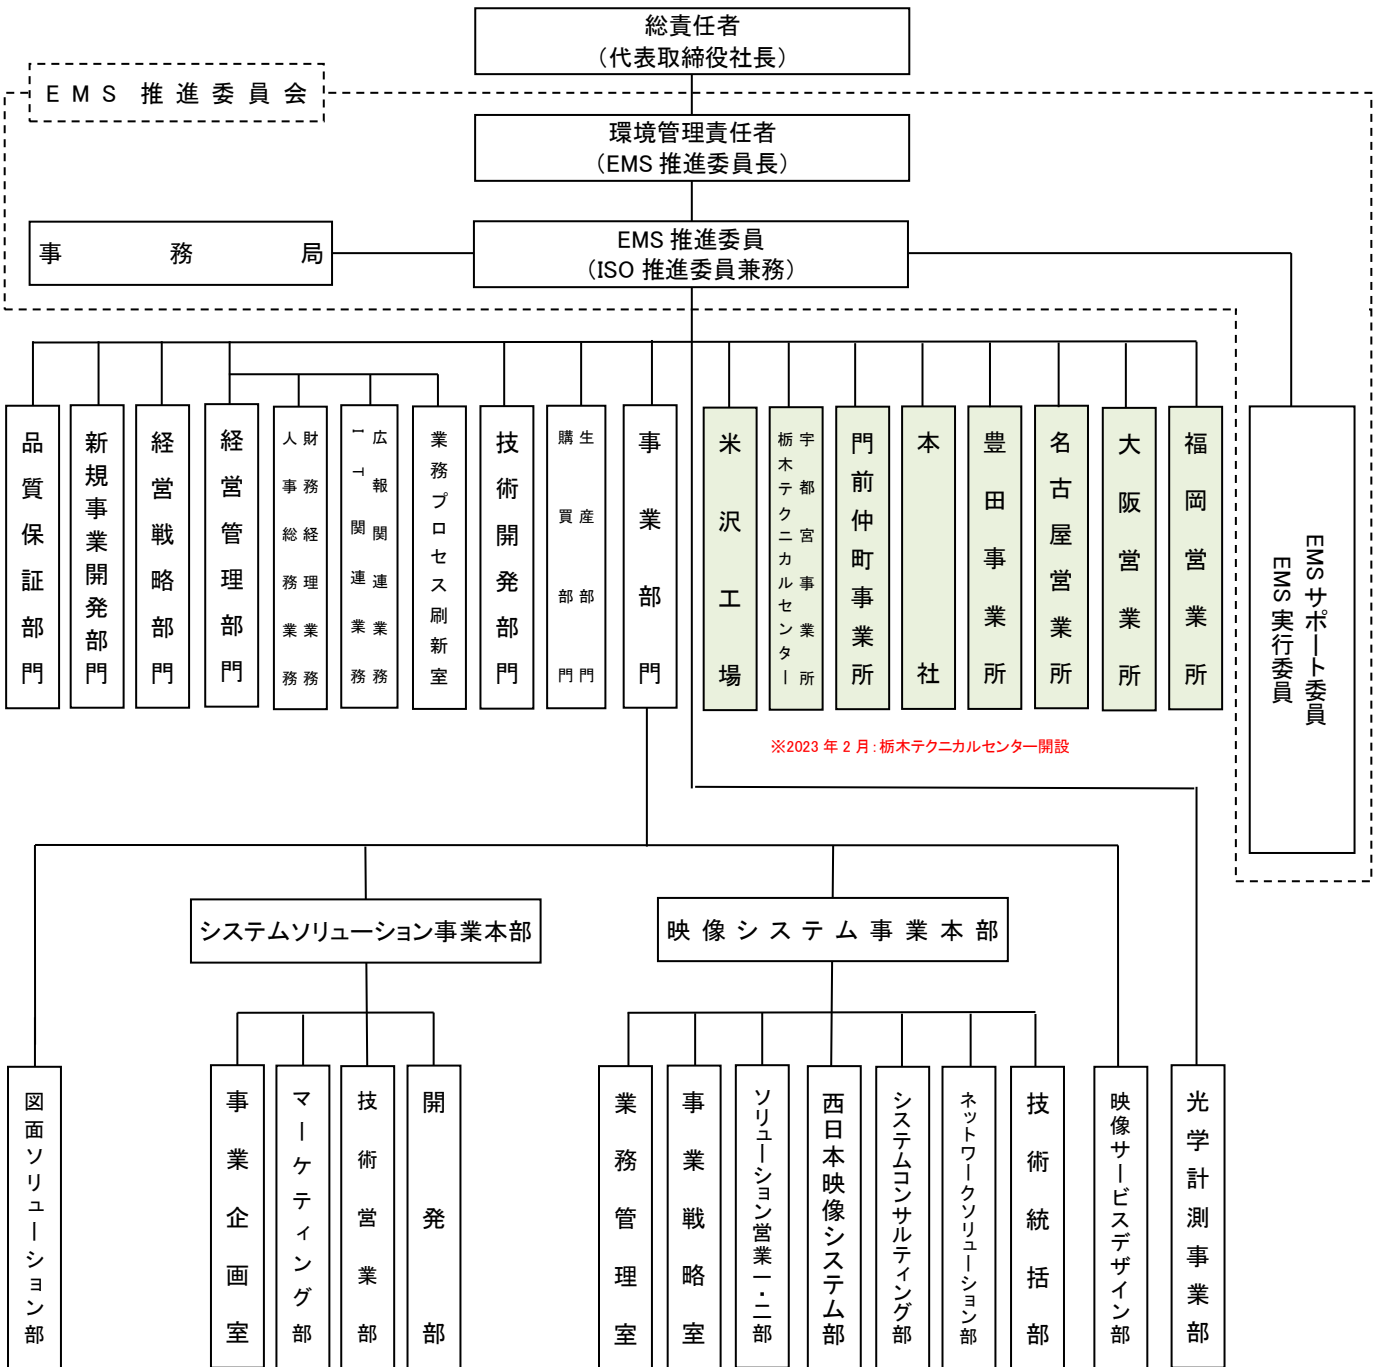 総責任者
（代表取締役社長）
ＥＭＳ 推進委員会
環境管理責任者
（EMS 推進委員長）
事務局
EMS 推進委員
（ISO 推進委員兼務）
品質保証部門
新規事業開発部門
経営戦略部門
経営管理部門
財務経理業務
人事総務業務
広報関連業務
ＩＴ関連業務
業務プロセス刷新室
技術開発部門
生産部門
購買部門
事業部門
米沢工場
宇都宮事業所
栃木テクニカルセンター
門前仲町事業所
本社
豊田事業所
名古屋営業所
大阪営業所
福岡営業所
EMS サポート委員
EMS 実行委員
※2023 年 2 月：栃木テクニカルセンター開設
システムソリューション事業本部
映像システム事業本部
図面ソリューション部
事業企画室
マーケティング部
技術営業部
開発部
業務管理室
事業戦略室
ソリューション営業一・二部
西日本映像システム部
システムコンサルティング部
ネットワークソリューション部
技術統括部
映像サービスデザイン部
光学計測事業部